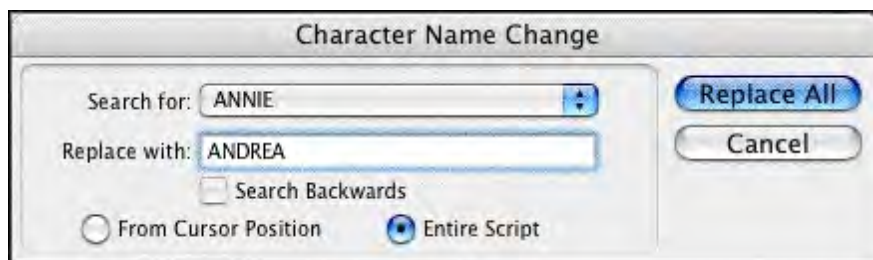 Character Name Change
Search for: ANNIE
Replace All
Replace with: ANDREA
Cancel
Search Backwards
From Cursor Position Entire Script